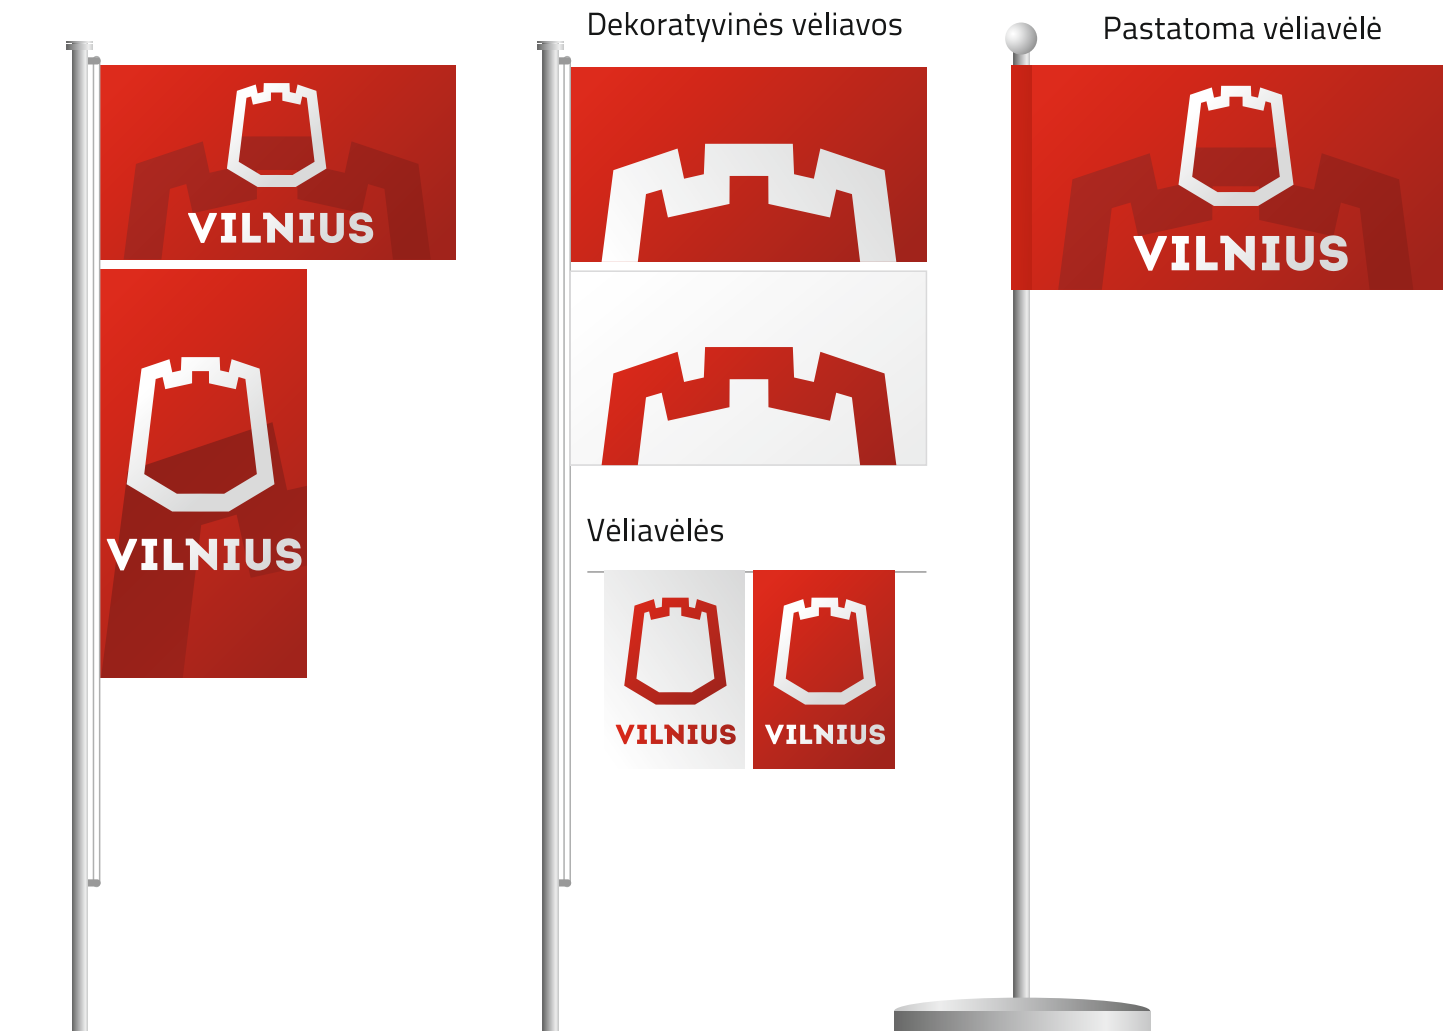 Dekoratyvinės vėliavos
Pastatoma vėliavėlė
VILNIUS
VILNIUS
VILNIUS
Vėliavėlės
VILNIUS
VILNIUS